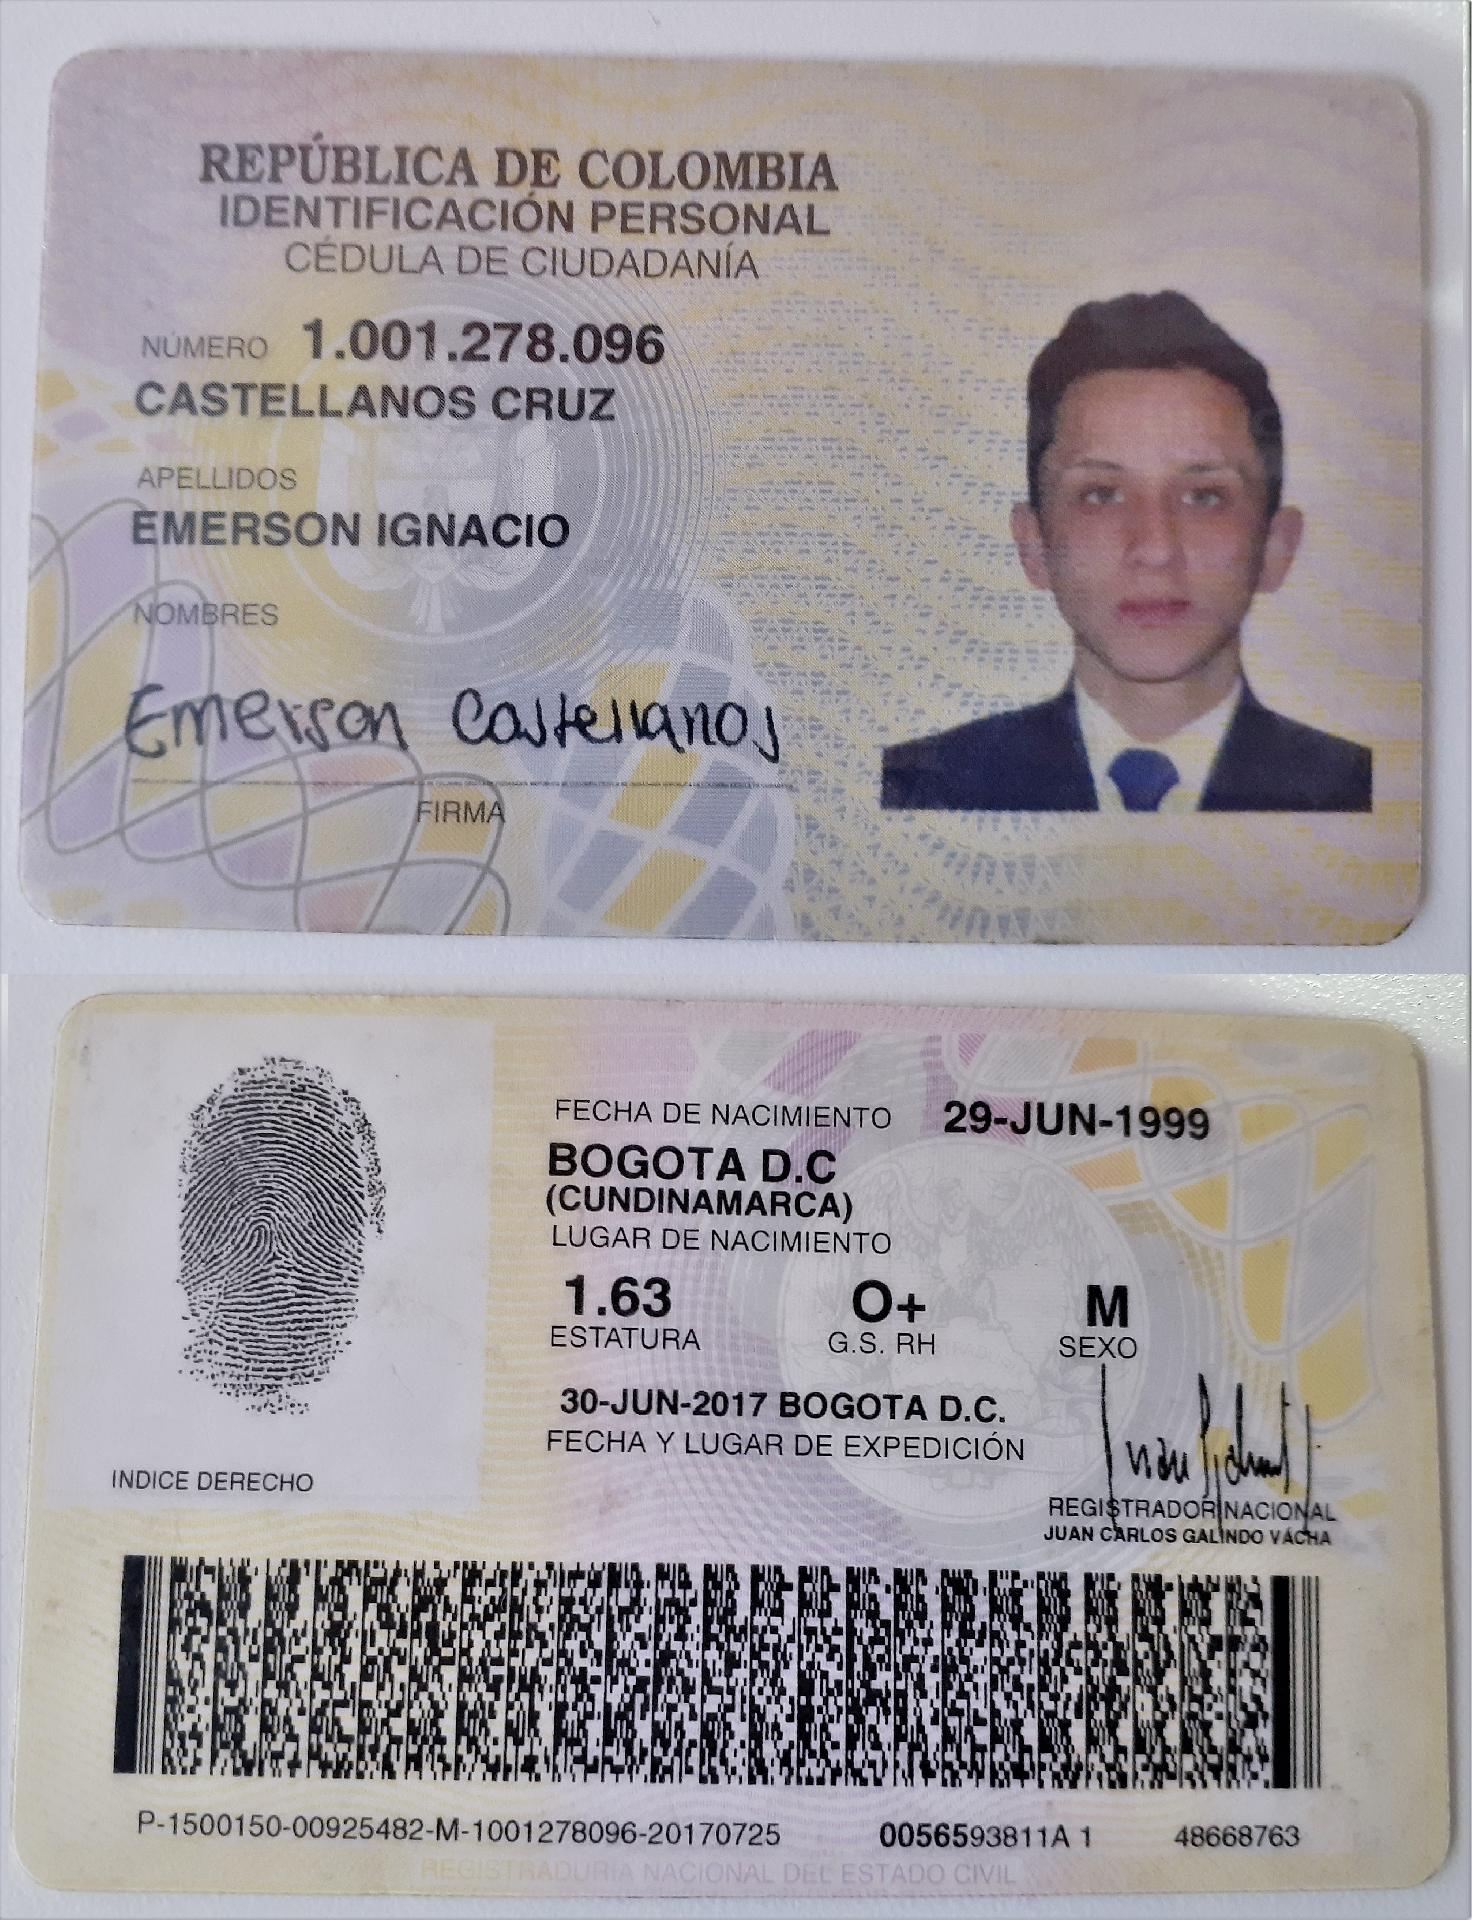 REPÚBLICA DE COLOMBIA
IDENTIFICACIÓN PERSONAL
CÉDULA DE CIUDADANÍA
NÚMERO 1.001.278.096
CASTELLANOS CRUZ
APELLIDOS
EMERSON IGNACIO
NOMBRES
Emerson Castellanos
FIRMA
FECHA DE NACIMIENTO 29-JUN-1999
BOGOTA D.C
(CUNDINAMARCA)
LUGAR DE NACIMIENTO
1.63 O+ M
ESTATURA G.S. RH SEXO
30-JUN-2017 BOGOTA D.C.
FECHA Y LUGAR DE EXPEDICIÓN
INDICE DERECHO
REGISTRADOR NACIONAL
JUAN CARLOS GALINDO VÁCHA
P-1500150-00925482-M-1001278096-20170725 0056593811A 1 48668763
REGISTRADURIA NACIONAL DEL ESTADO CIVIL